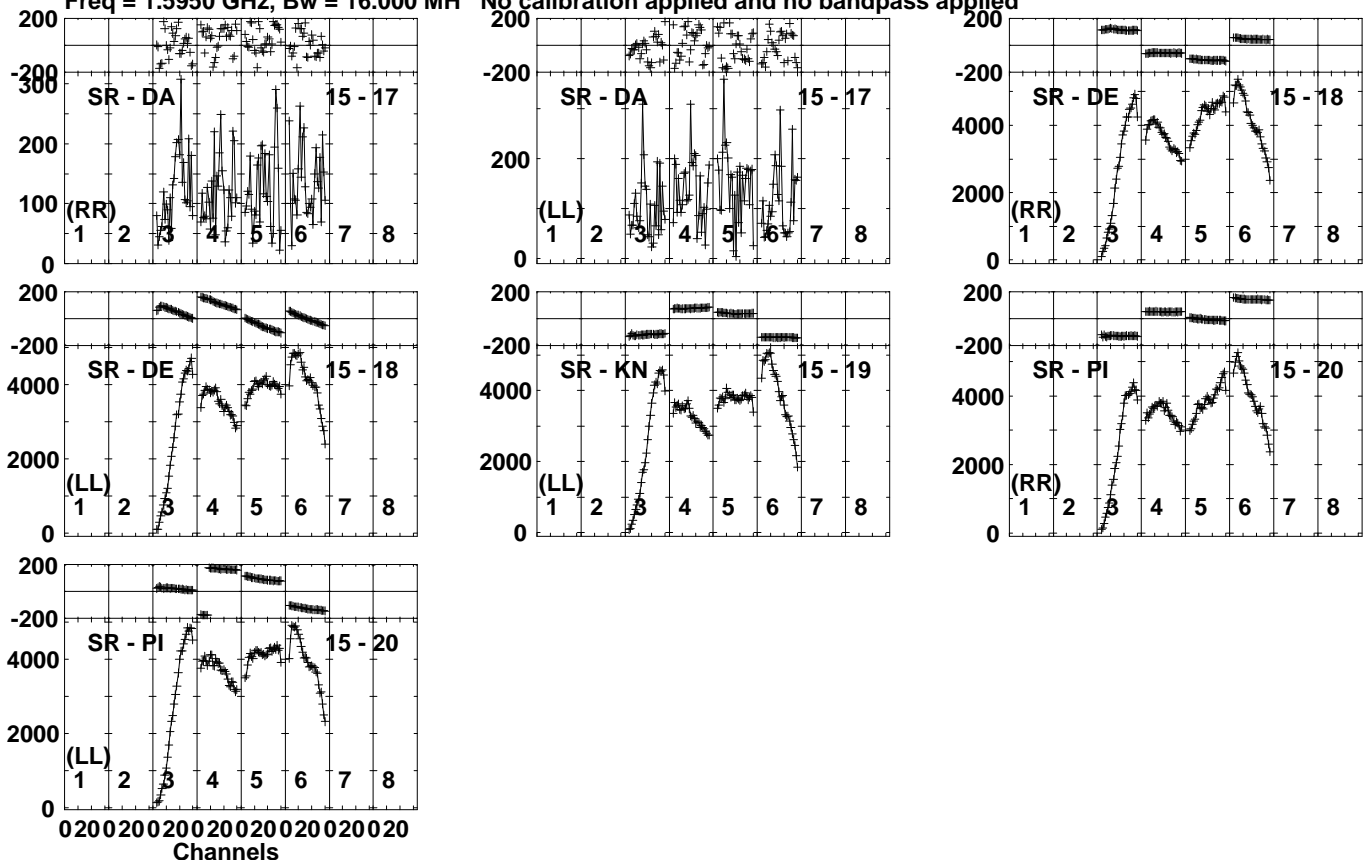 Freq = 1.5950 GHz, Bw = 16.000 MH No calibration applied and no bandpass applied
200
-200
300
SR - DA 15 - 17
200
100
(RR)
1 2 3 4 5 6 7 8
0
200
-200
SR - DA 15 - 17
200
(LL)
1 2 3 4 5 6 7 8
0
200
-200
SR - DE 15 - 18
4000
2000
(RR)
1 2 3 4 5 6 7 8
0
200
-200
SR - DE 15 - 18
4000
2000
(LL)
1 2 3 4 5 6 7 8
0
200
-200
SR - KN 15 - 19
4000
2000
(LL)
1 2 3 4 5 6 7 8
0
200
-200
SR - PI 15 - 20
4000
2000
(RR)
1 2 3 4 5 6 7 8
0
200
-200
SR - PI 15 - 20
4000
2000
(LL)
1 2 3 4 5 6 7 8
0
0 20 0 20 0 20 0 20 0 20 0 20 0 20 0 20
Channels